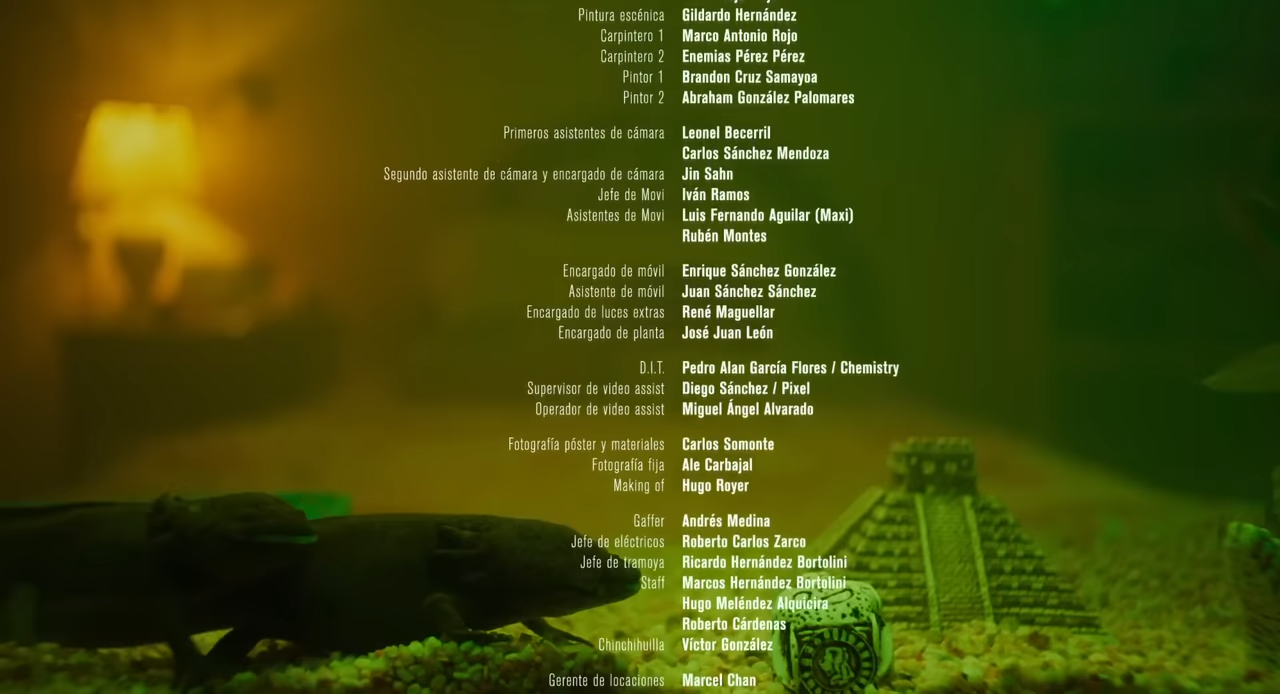 Pintura escénica Gildardo Hernández
Carpintero 1 Marco Antonio Rojo
Carpintero 2 Enemias Pérez Pérez
Pintor 1 Brandon Cruz Samayoa
Pintor 2 Abraham González Palomares
Primeros asistentes de cámara Leonel Becerril
Carlos Sánchez Mendoza
Segundo asistente de cámara y encargado de cámara Jin Sahn
Jefe de Movi Iván Ramos
Asistentes de Movi Luis Fernando Aguilar (Maxi)
Rubén Montes
Encargado de móvil Enrique Sánchez González
Asistente de móvil Juan Sánchez Sánchez
Encargado de luces extras René Maguellar
Encargado de planta José Juan León
D.I.T. Pedro Alan García Flores / Chemistry
Supervisor de video assist Diego Sánchez / Pixel
Operador de video assist Miguel Ángel Alvarado
Fotografía póster y materiales Carlos Somonte
Fotografía fija Ale Carbajal
Making of Hugo Royer
Gaffer Andrés Medina
Jefe de eléctricos Roberto Carlos Zarco
Jefe de tramoya Ricardo Hernández Bortolini
Staff Marcos Hernández Bortolini
Hugo Meléndez Alquicira
Roberto Cárdenas
Chinchihuilla Víctor González
Gerente de locaciones Marcel Chan